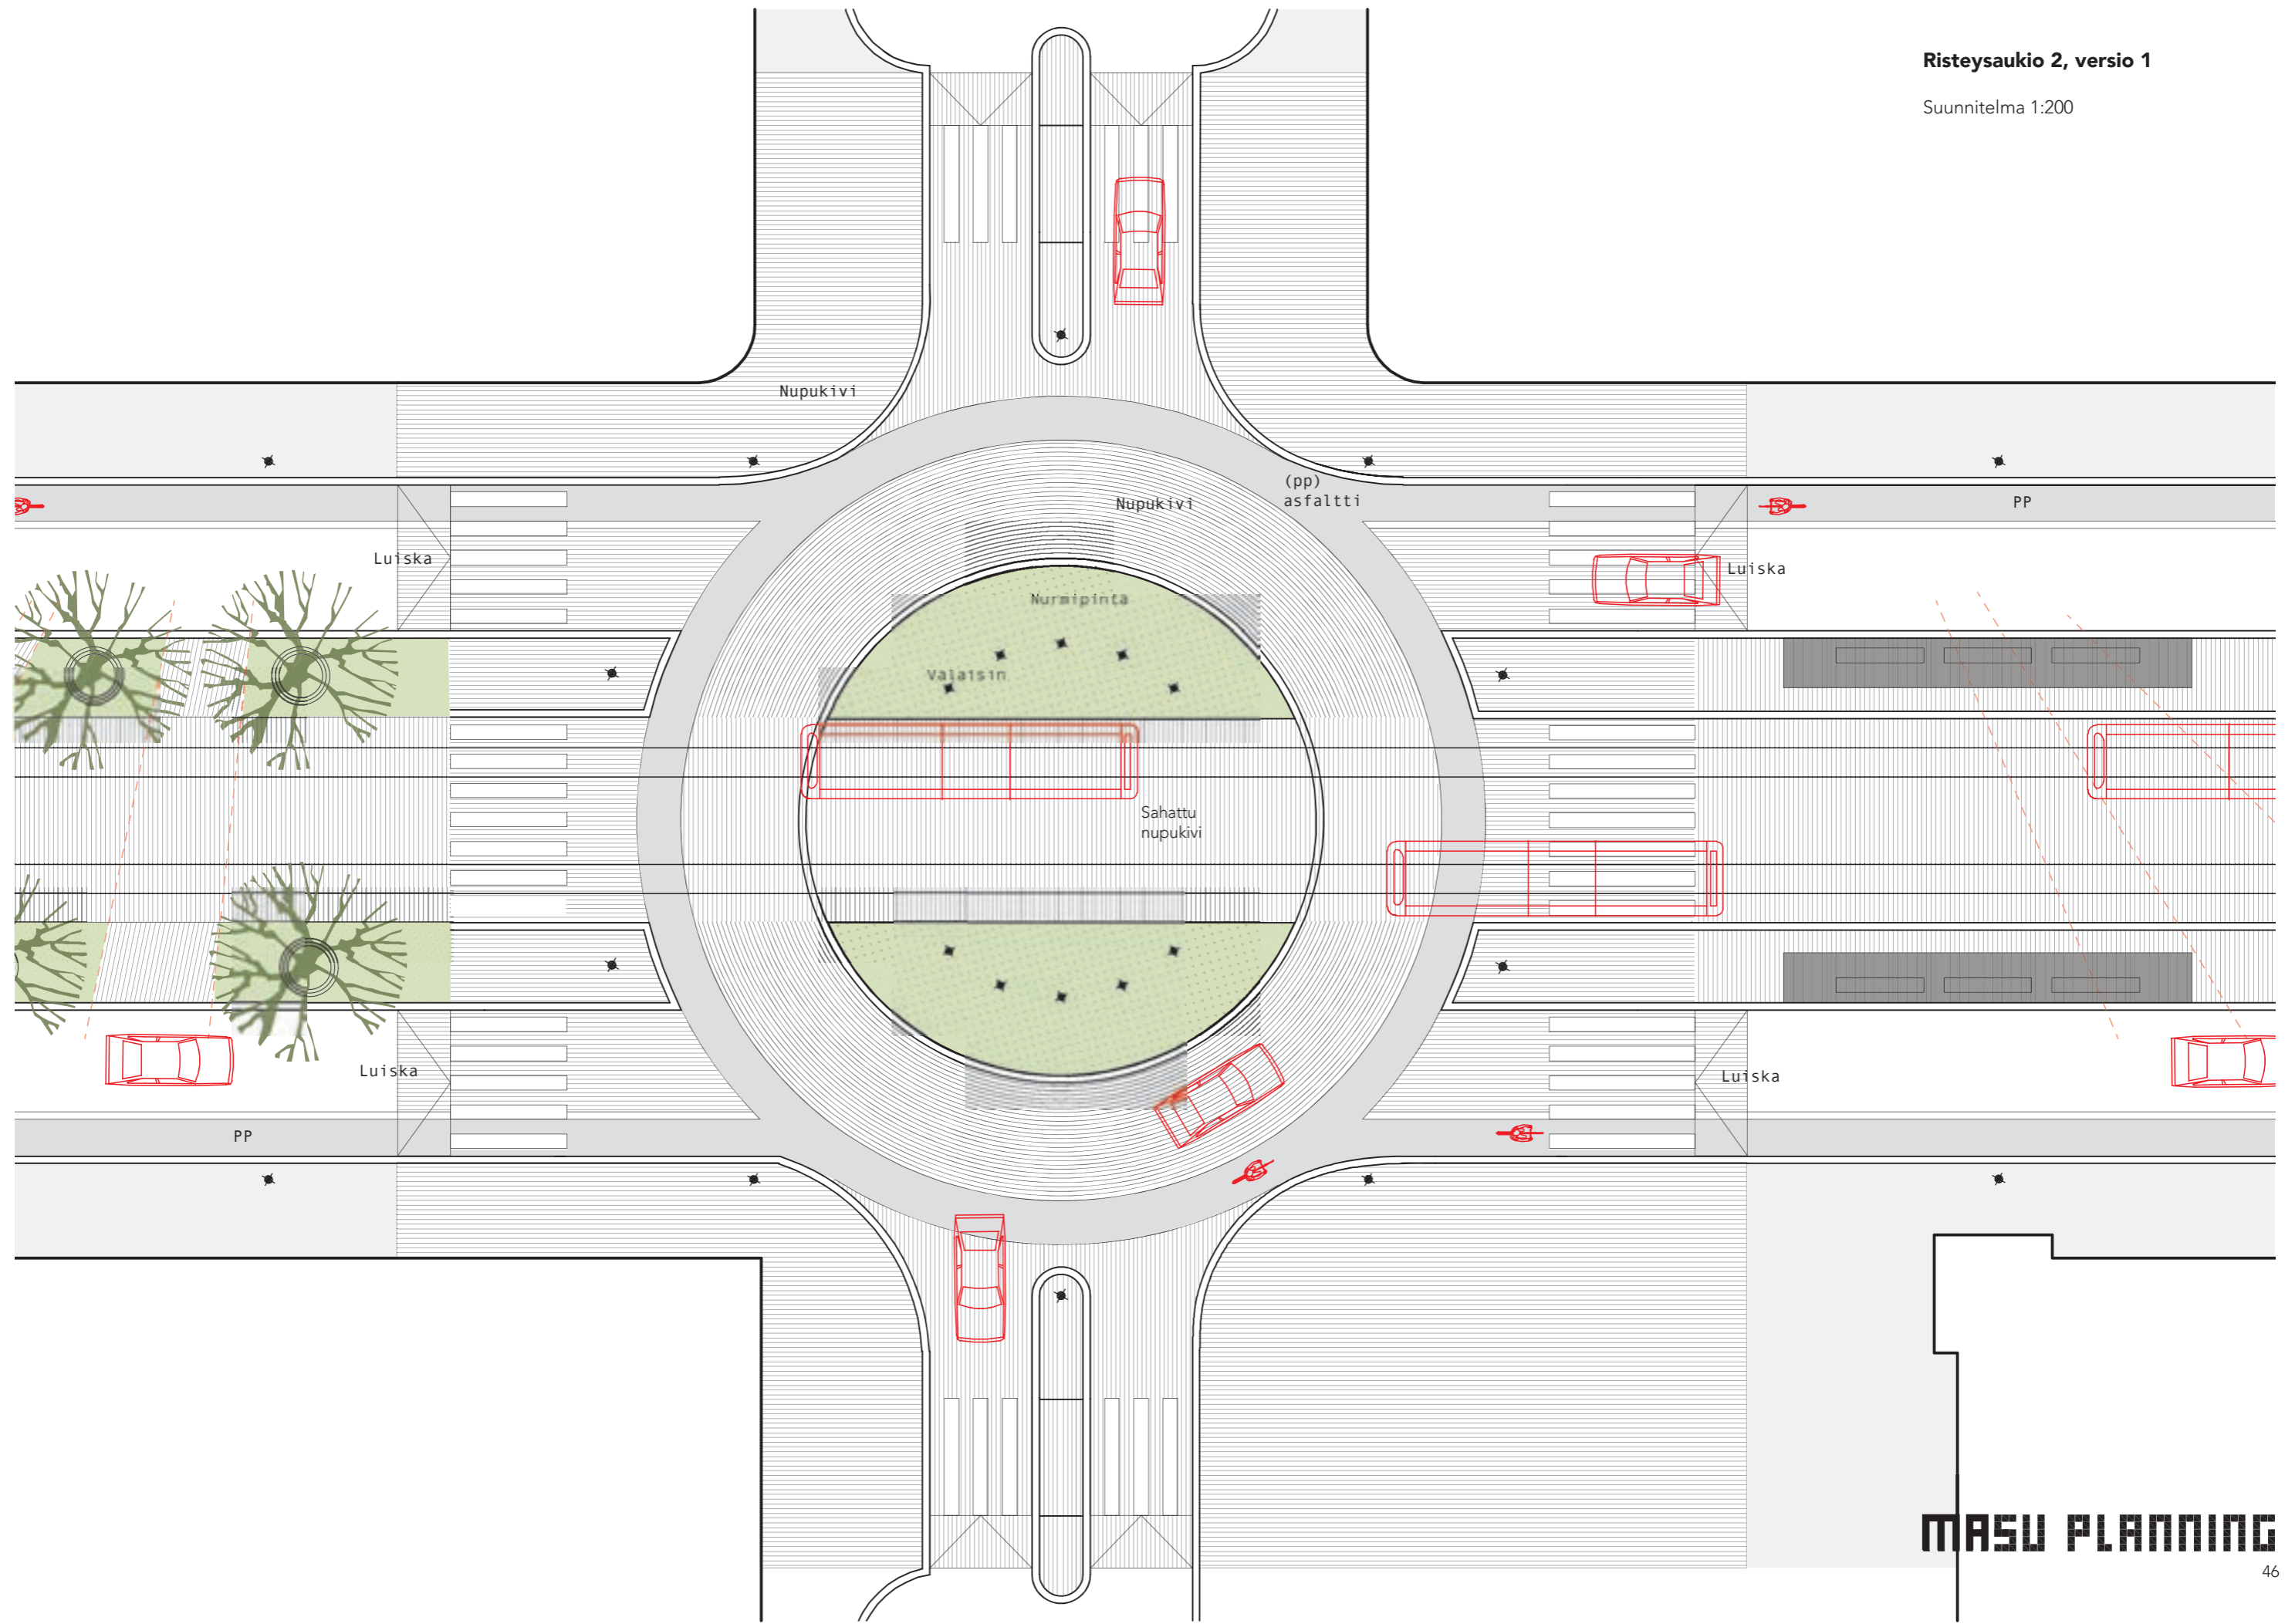 Risteysaukio 2, versio 1
Suunnitelma 1:200
Nupukivi
(pp)
asfaltti
Nupukivi
PP
Luiska
Luiska
Nurmipinta
Valaisin
Sahattu
nupukivi
Luiska
Luiska
PP
MASU PLANNING
46